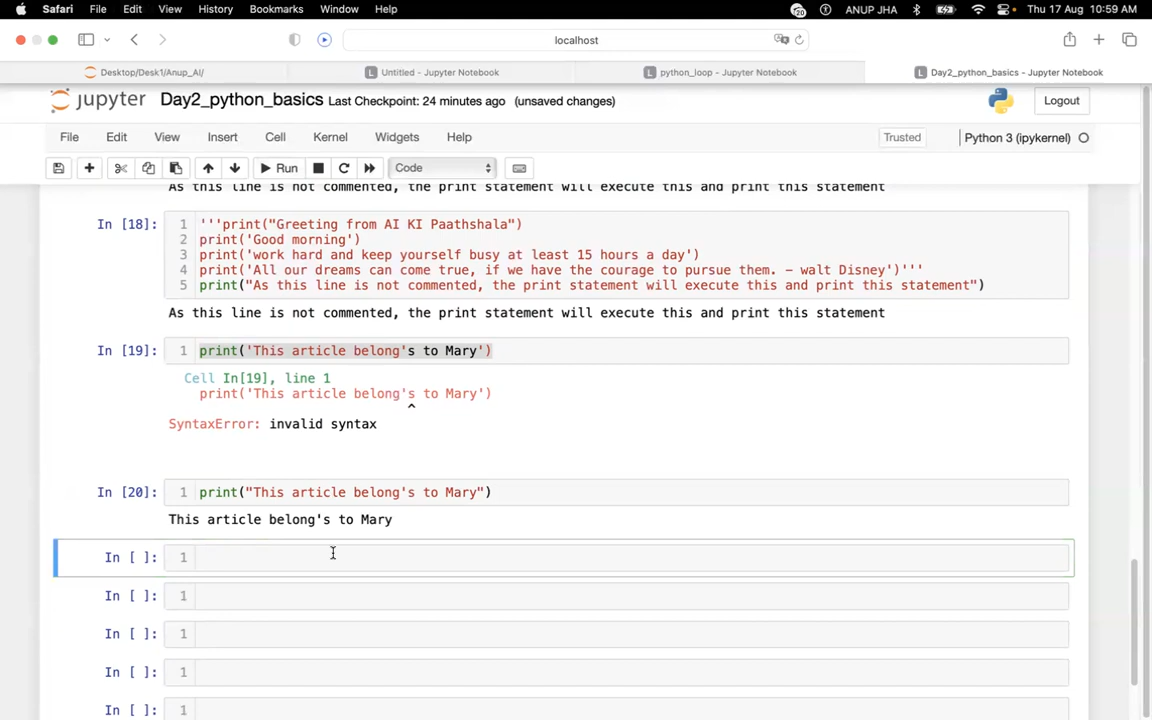 Safari File Edit View History Bookmarks Window Help 20 ANUP JHA Thu 17 Aug 10:59 AM
localhost
Desktop/Desk1/Anup_AI/ L Untitled - Jupyter Notebook L python_loop - Jupyter Notebook L Day2_python_basics - Jupyter Notebook
jupyter Day2_python_basics Last Checkpoint: 24 minutes ago (unsaved changes) Logout
File Edit View Insert Cell Kernel Widgets Help Trusted Python 3 (ipykernel)
Run Code
As this line is not commented, the print statement will execute this and print this statement
In [18]: 1 '''print("Greeting from AI KI Paathshala")
2 print('Good morning')
3 print('work hard and keep yourself busy at least 15 hours a day')
4 print('All our dreams can come true, if we have the courage to pursue them. – walt Disney')'''
5 print("As this line is not commented, the print statement will execute this and print this statement")
As this line is not commented, the print statement will execute this and print this statement
In [19]: 1 print('This article belong's to Mary')
Cell In[19], line 1
print('This article belong's to Mary')
^
SyntaxError: invalid syntax
In [20]: 1 print("This article belong's to Mary")
This article belong's to Mary
In [ ]: 1
In [ ]: 1
In [ ]: 1
In [ ]: 1
In [ ]: 1